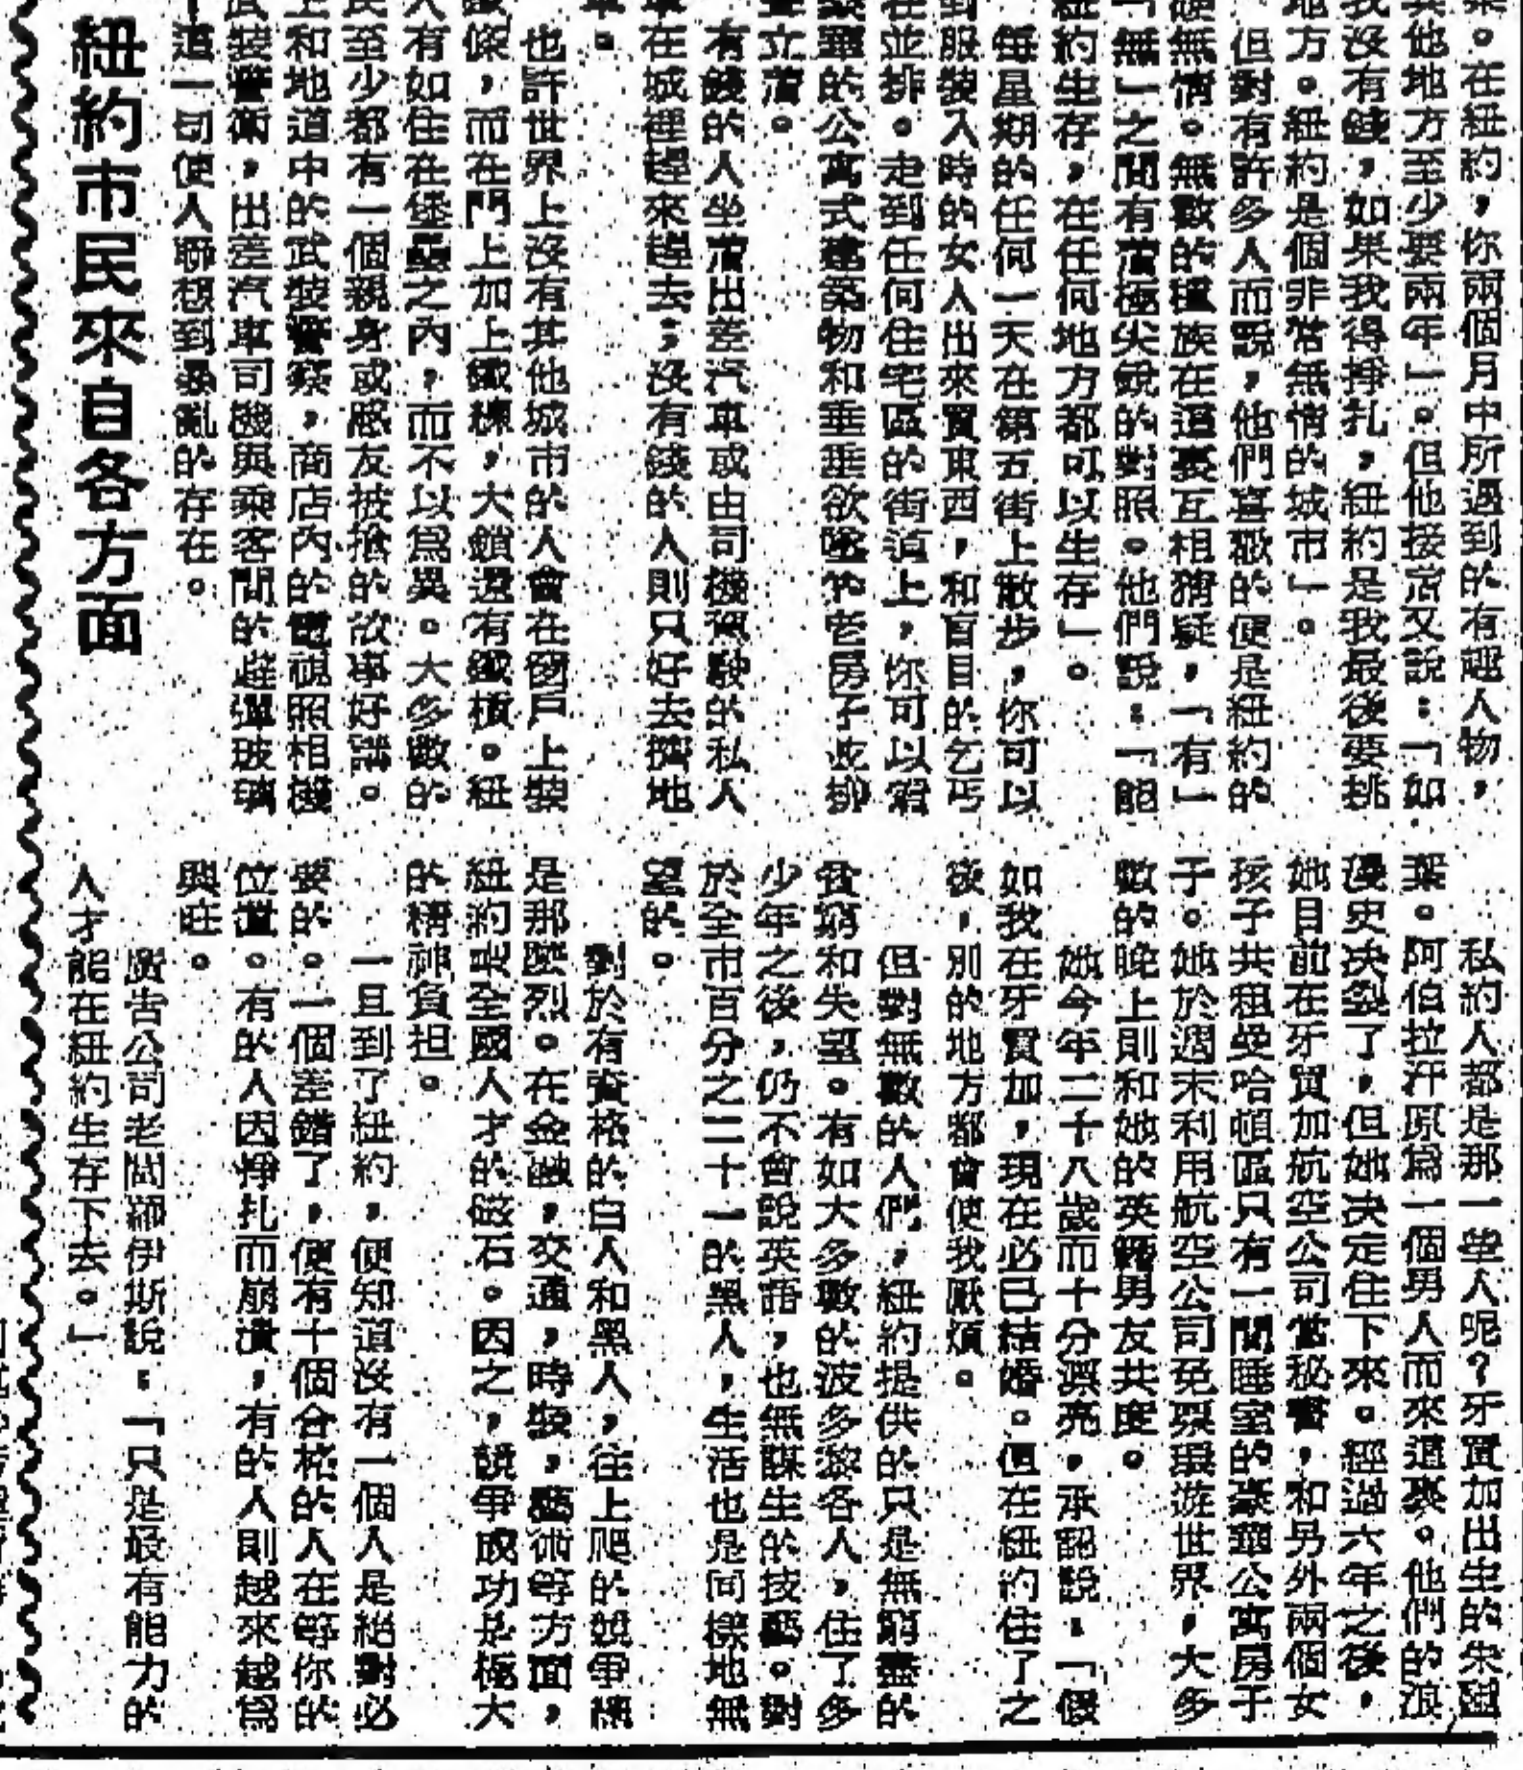 。在紐約，你兩個月中所遇到的有趣人物，
其他地方至少要兩年」。但他接着又說：「如
我沒有錢，如果我得掙扎，紐約是我最後要挑
地方。紐約是個非常無情的城市」。
但對有許多人而說，他們喜歡的便是紐約的
硬無情。無數的種族在這裏互相猜疑，「有」
「無」之間有着極尖銳的對照。他們說：「能
紐約生存，在任何地方都可以生存」。
每星期的任何一天在第五街上散步，你可以
到服裝入時的女人出來買東西，和盲目的乞丐
在並排。走到任何住宅區的街道上，你可以看
豪華的公寓式建築物和垂垂欲墜的老房子並排
立着。
有錢的人坐着出差汽車或由司機駕駛的私人
車在城裡趕來趕去；沒有錢的人則只好去擠地
車。
也許世界上沒有其他城市的人會在窗戶上裝
鐵條，而在門上加上鐵棟，大鎖還有鐵橫。紐
人有如住在堡壘之內，而不以爲異。大多數的
民至少都有一個親身或戚友被搶的故事好講。
上和地道中的武裝警察，商店內的電視照相機
武裝警衛，出差汽車司機與乘客間的避彈玻璃
這一切使人聯想到暴亂的存在。
紐約市民來自各方面
私約人都是那一些人呢？牙買加出生的朱麗
葉。阿伯拉汗原爲一個男人而來這裏。他們的浪
漫史決裂了，但她決定住下來。經過六年之後，
她目前在牙買加航空公司當秘書，和另外兩個女
孩子共租曼哈頓區只有一間睡室的豪華公寓房子
子。她於週末利用航空公司免票環游世界，大多
數的晚上則和她的英籍男友共度。
她今年二十八歲而十分漂亮，承認說：「假
如我在牙買加，現在必已結婚。但在紐約住了之
後，別的地方都會使我厭煩。
但對無數的人們，紐約提供的只是無窮盡的
貧窮和失望。有如大多數的波多黎各人，住了多
少年之後，仍不會說英語，也無謀生的技藝。對
於全市百分之二十一的黑人，生活也是同樣地無
望的。
對於有資格的白人和黑人，往上爬的競爭總
是那麼烈。在金融，交通，時裝，藝術等方面，
紐約是全國人才的磁石。因之，競爭成功是極大
的精神負担。
一旦到了紐約，便知道沒有一個人是絕對必
要的。一個差錯了，便有十個合格的人在等你的
位置。有的人因掙扎而崩潰，有的人則越來越爲
興旺。
廣告公司老闆羅伊斯說：「只是最有能力的
人才能在紐約生存下去。」